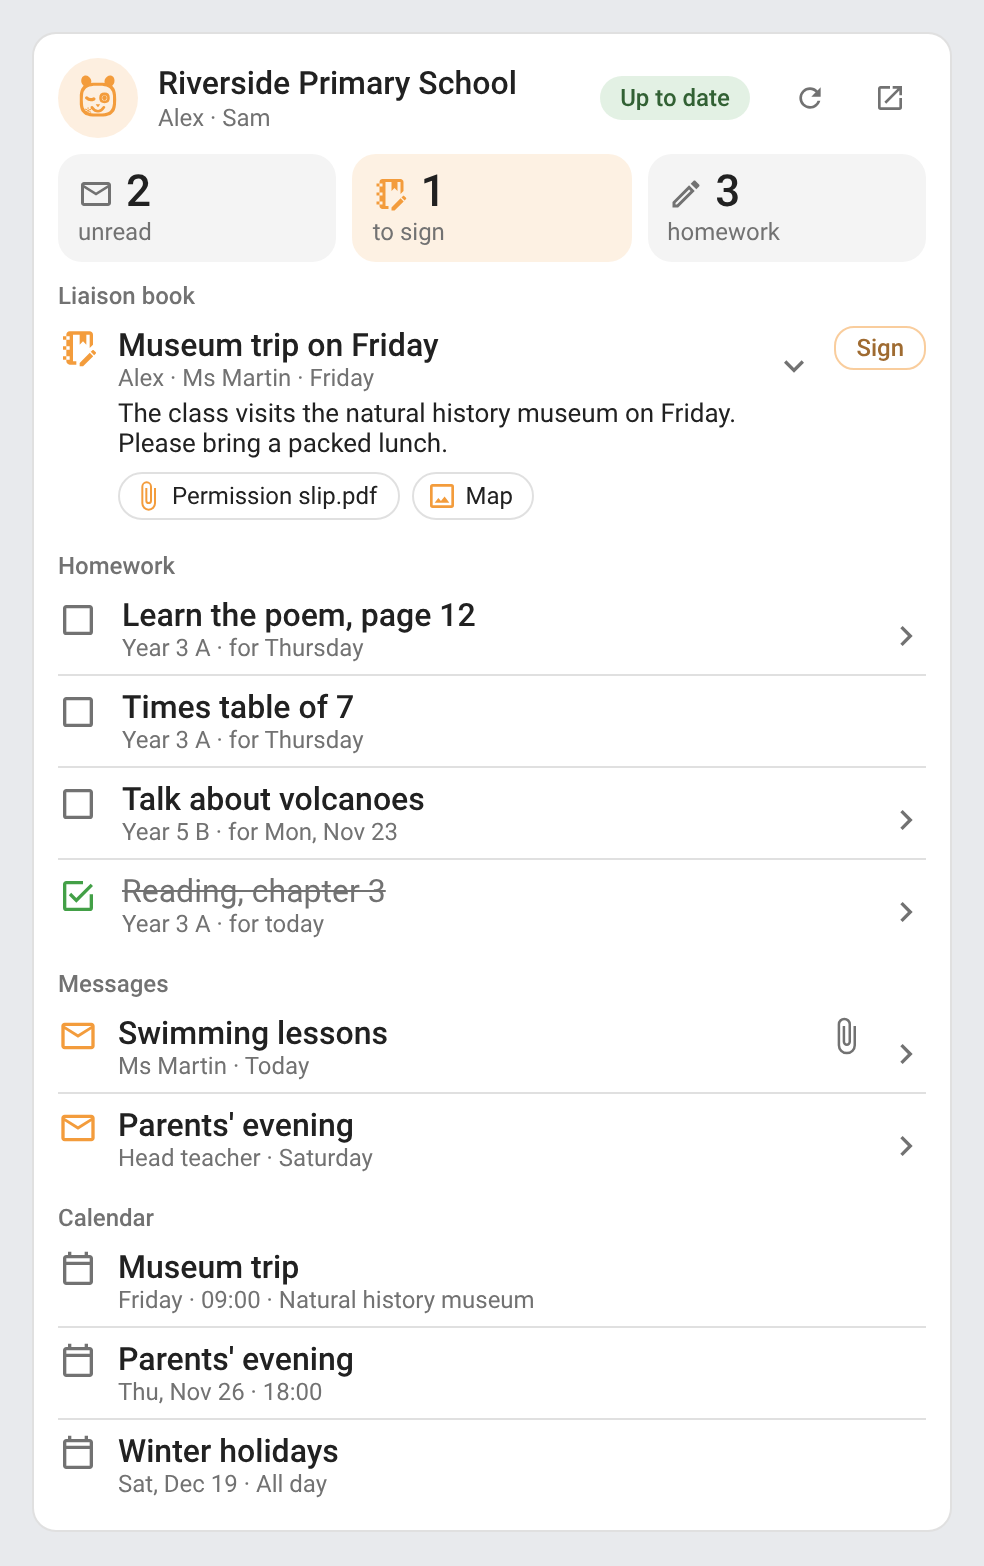 Riverside Primary School
Alex · Sam
Up to date
2
unread
1
to sign
3
homework
Liaison book
Museum trip on Friday
Alex · Ms Martin · Friday
Sign
The class visits the natural history museum on Friday.
Please bring a packed lunch.
Permission slip.pdf
Map
Homework
Learn the poem, page 12
Year 3 A · for Thursday
Times table of 7
Year 3 A · for Thursday
Talk about volcanoes
Year 5 B · for Mon, Nov 23
Reading, chapter 3
Year 3 A · for today
Messages
Swimming lessons
Ms Martin · Today
Parents' evening
Head teacher · Saturday
Calendar
Museum trip
Friday · 09:00 · Natural history museum
Parents' evening
Thu, Nov 26 · 18:00
Winter holidays
Sat, Dec 19 · All day